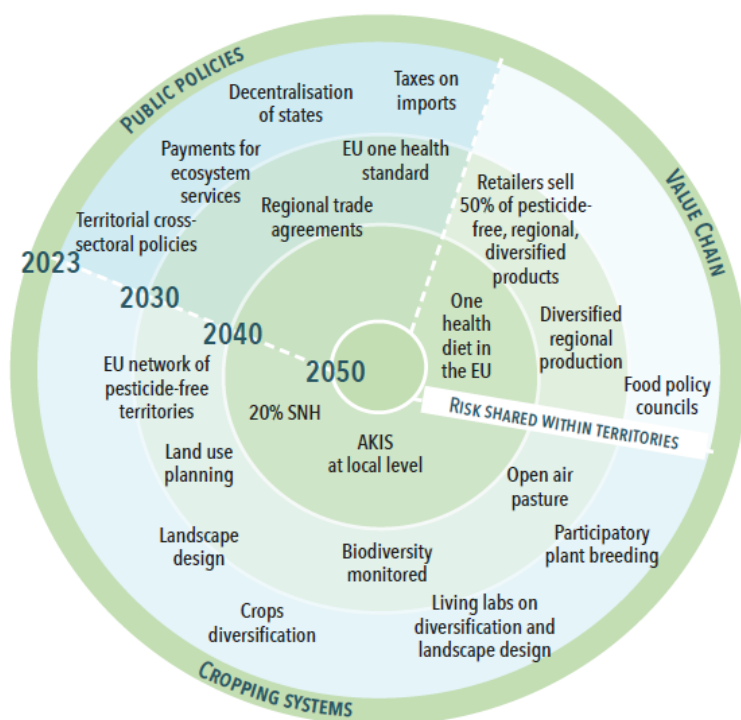 PUBLIC POLICIES
Decentralisation
of states
Taxes on
imports
Payments for
ecosystem
services
EU one health
standard
Territorial cross-
sectoral policies
Regional trade
agreements
Retailers sell
50% of pesticide-
free, regional,
diversified
products
VALUE CHAIN
2023
2030
2040
2050
One
health
diet in
the EU
Diversified
regional
production
Food policy
councils
RISK SHARED WITHIN TERRITORIES
EU network of
pesticide-free
territories
20% SNH
AKIS
at local level
Land use
planning
Open air
pasture
Landscape
design
Biodiversity
monitored
Participatory
plant breeding
Crops
diversification
Living labs on
diversification and
landscape design
CROPPING SYSTEMS